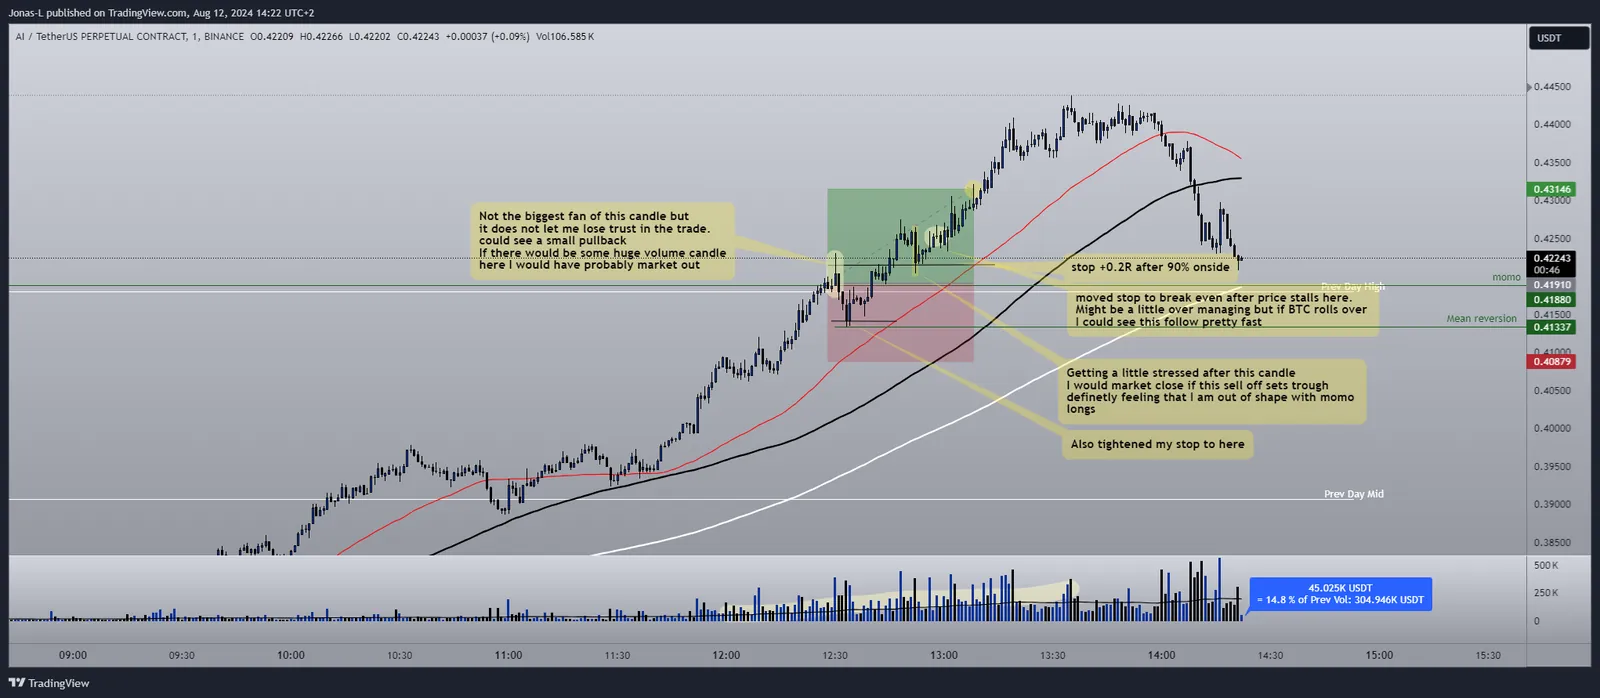 Jonas-L published on TradingView.com, Aug 12, 2024 14:22 UTC+2
AI / TetherUS PERPETUAL CONTRACT, 1, BINANCE O0.42209 H0.42266 L0.42202 C0.42243 +0.00037 (+0.09%) Vol106.585K
USDT
0.44500
0.44000
0.43500
0.43146
0.43000
0.42500
0.42243
00:46
0.41910
0.41880
0.41500
0.41337
0.41000
0.40879
0.40500
0.40000
0.39500
0.39000
0.38500
500K
250K
0
Not the biggest fan of this candle but
it does not let me lose trust in the trade.
could see a small pullback
If there would be some huge volume candle
here I would have probably market out
stop +0.2R after 90% onside
momo
Prev Day High
moved stop to break even after price stalls here.
Might be a little over managing but if BTC rolls over
I could see this follow pretty fast
Mean reversion
Getting a little stressed after this candle
I would market close if this sell off sets trough
definetly feeling that I am out of shape with momo
longs
Also tightened my stop to here
Prev Day Mid
45.025K USDT
= 14.8 % of Prev Vol: 304.946K USDT
09:00 09:30 10:00 10:30 11:00 11:30 12:00 12:30 13:00 13:30 14:00 14:30 15:00 15:30
TradingView